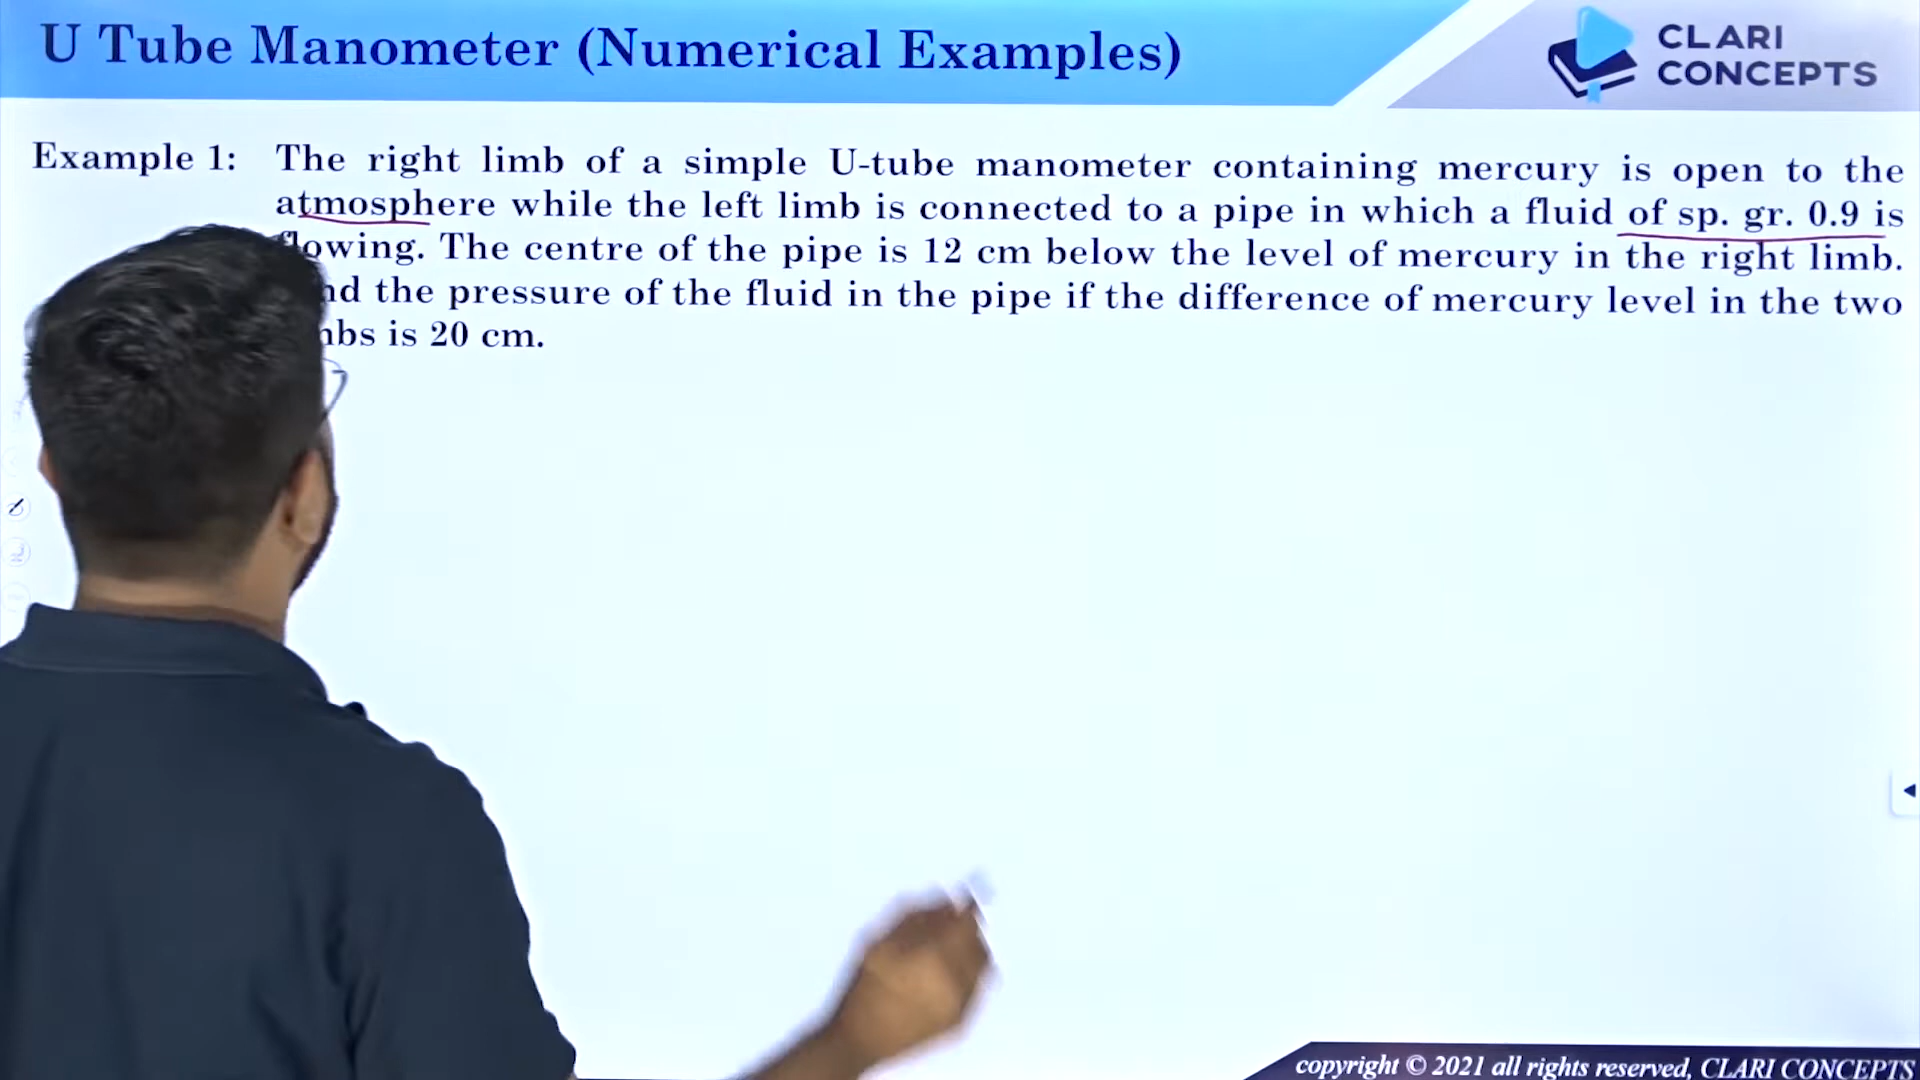 U Tube Manometer (Numerical Examples)
CLARI
CONCEPTS
Example 1: The right limb of a simple U-tube manometer containing mercury is open to the
atmosphere while the left limb is connected to a pipe in which a fluid of sp. gr. 0.9 is
flowing. The centre of the pipe is 12 cm below the level of mercury in the right limb.
the pressure of the fluid in the pipe if the difference of mercury level in the two
is 20 cm.
copyright © 2021 all rights reserved, CLARI CONCEPTS